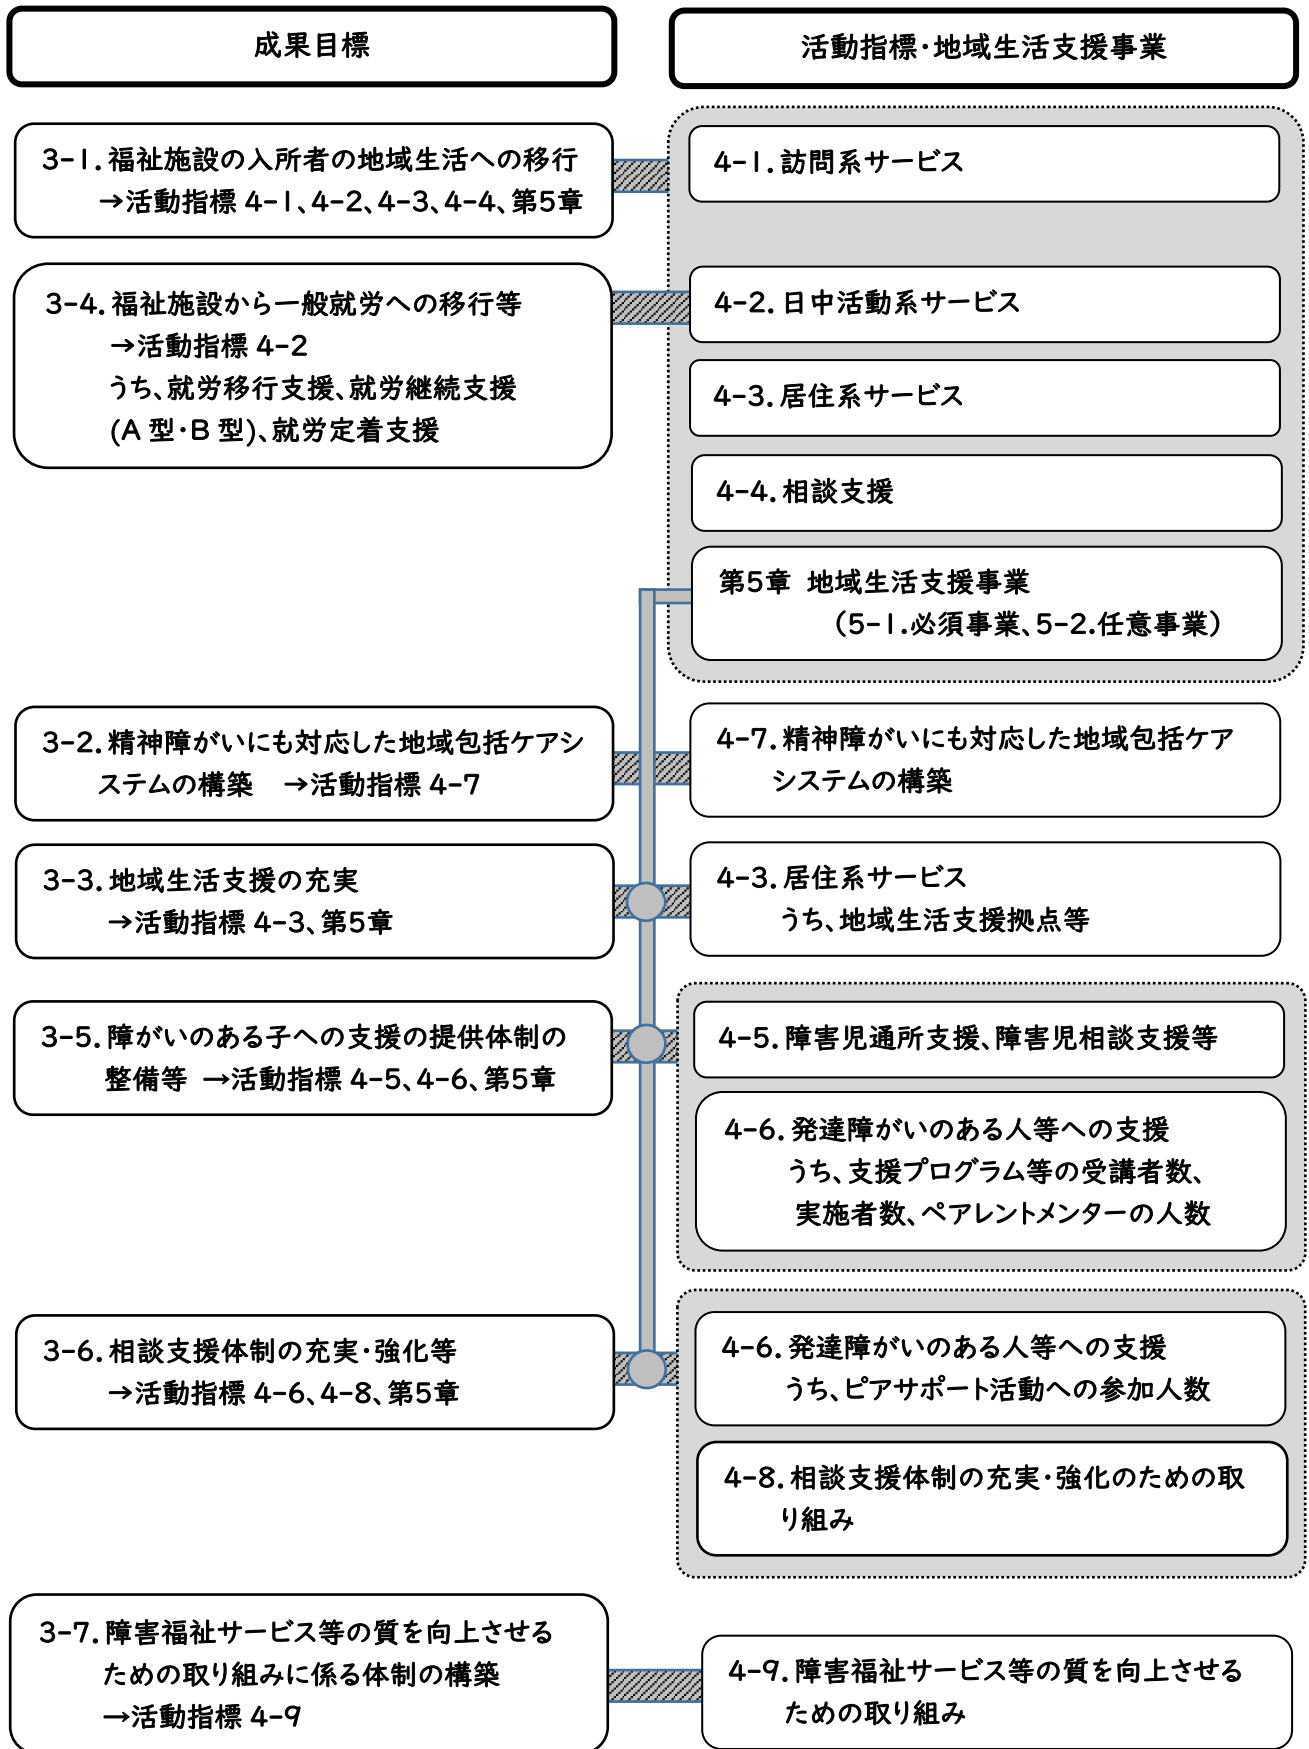 成果目標
活動指標・地域生活支援事業
3-1.福祉施設の入所者の地域生活への移行
→活動指標 4-1、4-2、4-3、4-4、第5章
4-1.訪問系サービス
3-4.福祉施設から一般就労への移行等
→活動指標 4-2
うち、就労移行支援、就労継続支援
(A 型・B 型)、就労定着支援
4-2.日中活動系サービス
4-3.居住系サービス
4-4.相談支援
第5章 地域生活支援事業
(5-1.必須事業、5-2.任意事業)
3-2.精神障がいにも対応した地域包括ケアシ
ステムの構築 →活動指標 4-7
4-7.精神障がいにも対応した地域包括ケア
システムの構築
3-3.地域生活支援の充実
→活動指標 4-3、第5章
4-3.居住系サービス
うち、地域生活支援拠点等
3-5.障がいのある子への支援の提供体制の
整備等 →活動指標 4-5、4-6、第5章
4-5.障害児通所支援、障害児相談支援等
4-6.発達障がいのある人等への支援
うち、支援プログラム等の受講者数、
実施者数、ペアレントメンターの人数
3-6.相談支援体制の充実・強化等
→活動指標 4-6、4-8、第5章
4-6.発達障がいのある人等への支援
うち、ピアサポート活動への参加人数
4-8.相談支援体制の充実・強化のための取
り組み
3-7.障害福祉サービス等の質を向上させる
ための取り組みに係る体制の構築
→活動指標 4-9
4-9.障害福祉サービス等の質を向上させる
ための取り組み